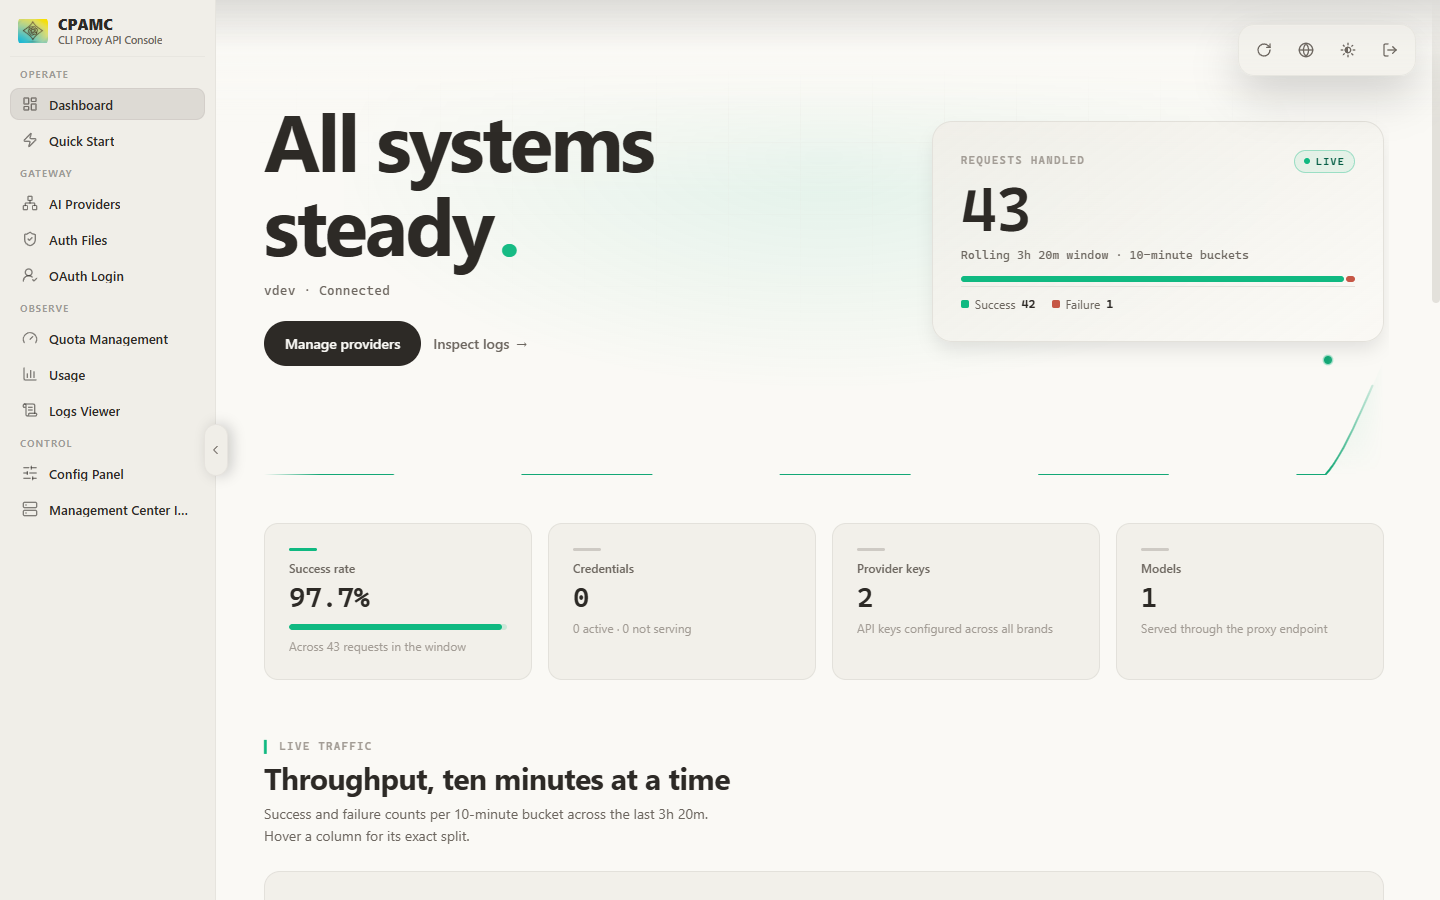 CPAMC
CLI Proxy API Console
OPERATE
Dashboard
Quick Start
GATEWAY
AI Providers
Auth Files
OAuth Login
OBSERVE
Quota Management
Usage
Logs Viewer
CONTROL
Config Panel
Management Center I...
All systems
steady.
vdev · Connected
Manage providers
Inspect logs →
REQUESTS HANDLED
LIVE
43
Rolling 3h 20m window · 10-minute buckets
Success 42 Failure 1
Success rate
97.7%
Across 43 requests in the window
Credentials
0
0 active · 0 not serving
Provider keys
2
API keys configured across all brands
Models
1
Served through the proxy endpoint
LIVE TRAFFIC
Throughput, ten minutes at a time
Success and failure counts per 10-minute bucket across the last 3h 20m.
Hover a column for its exact split.